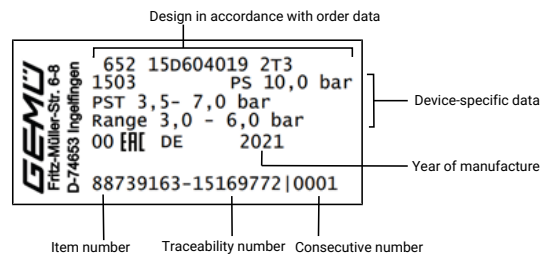 Design in accordance with order data
GEMÜ
Fritz-Müller-Str. 6-8
D-74653 Ingelfingen
652 15D604019 2T3
1503 PS 10,0 bar
PST 3,5- 7,0 bar
Range 3,0 - 6,0 bar
00 EAC DE 2021
88739163-15169772|0001
Device-specific data
Year of manufacture
Item number Traceability number Consecutive number